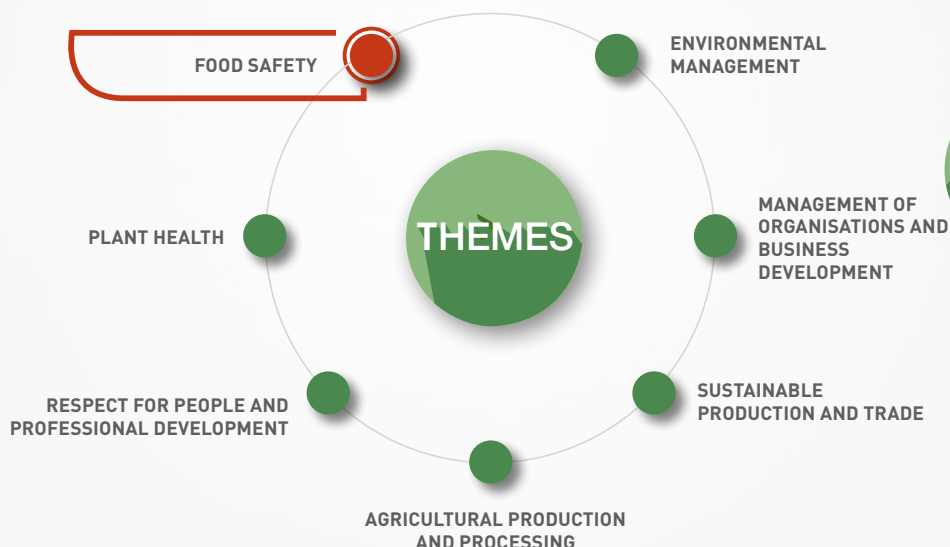 FOOD SAFETY
ENVIRONMENTAL
MANAGEMENT
THEMES
PLANT HEALTH
MANAGEMENT OF
ORGANISATIONS AND
BUSINESS
DEVELOPMENT
RESPECT FOR PEOPLE AND
PROFESSIONAL DEVELOPMENT
SUSTAINABLE
PRODUCTION AND TRADE
AGRICULTURAL PRODUCTION
AND PROCESSING